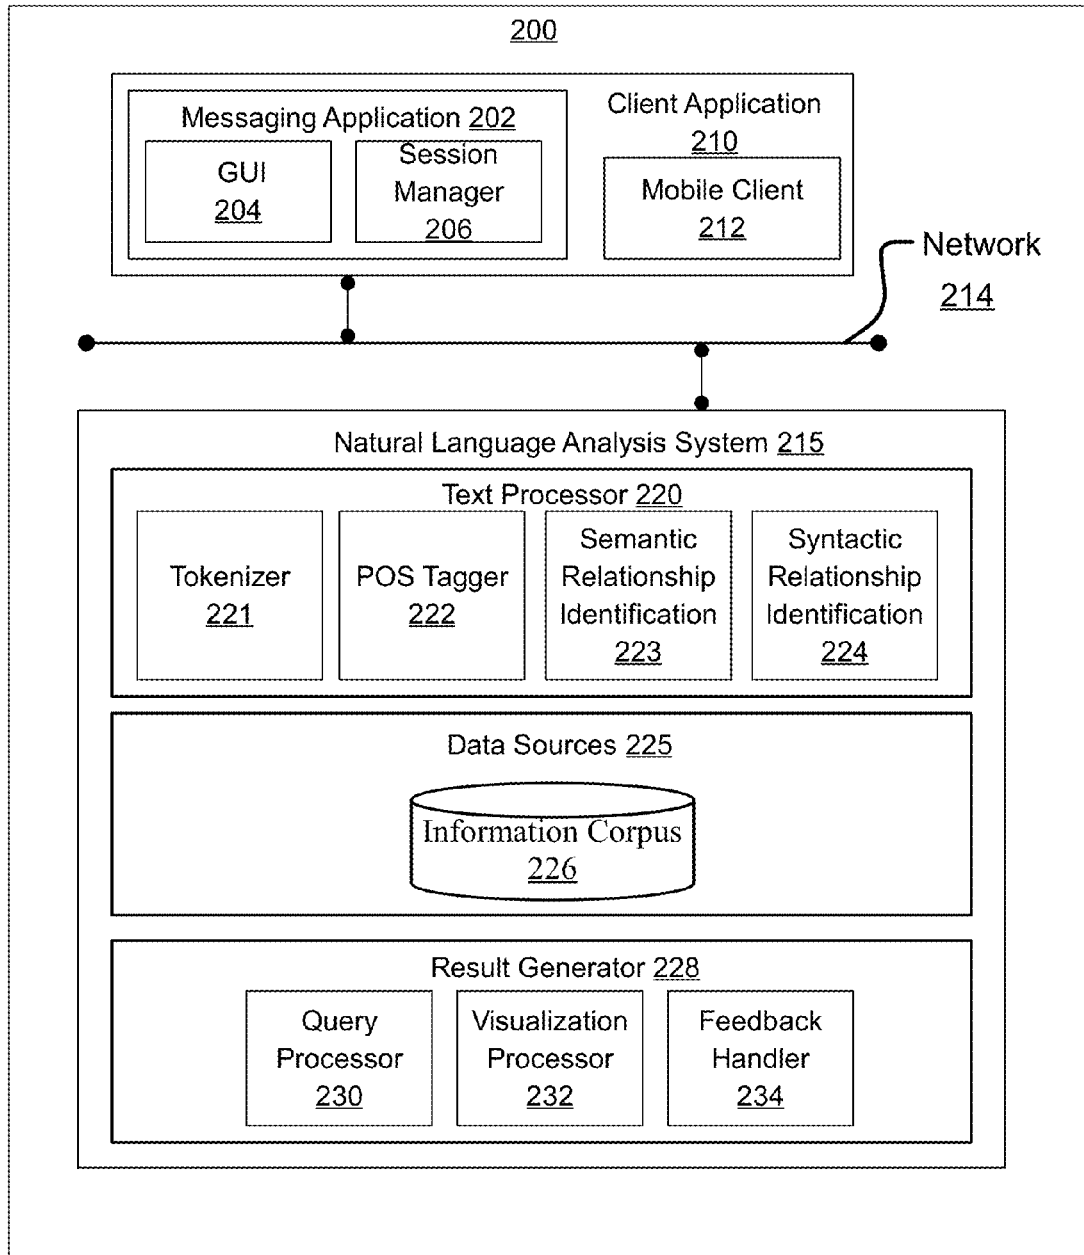 200
Messaging Application 202
GUI
204
Session
Manager
206
Client Application
210
Mobile Client
212
Network
214
Natural Language Analysis System 215
Text Processor 220
Tokenizer
221
POS Tagger
222
Semantic
Relationship
Identification
223
Syntactic
Relationship
Identification
224
Data Sources 225
Information Corpus
226
Result Generator 228
Query
Processor
230
Visualization
Processor
232
Feedback
Handler
234